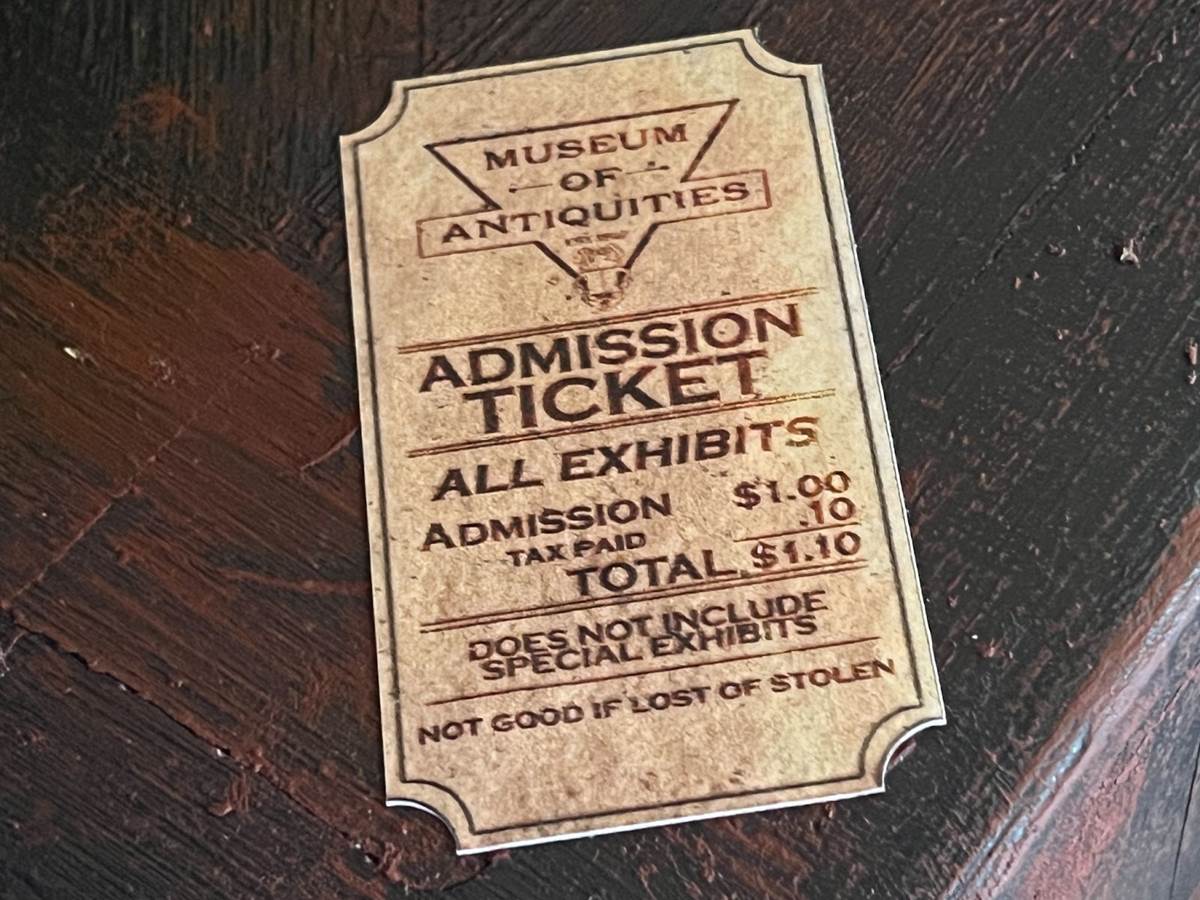 MUSEUM
OF
ANTIQUITIES
ADMISSION
TICKET
ALL EXHIBITS
ADMISSION $1.00
TAX PAID .10
TOTAL $1.10
DOES NOT INCLUDE
SPECIAL EXHIBITS
NOT GOOD IF LOST OF STOLEN